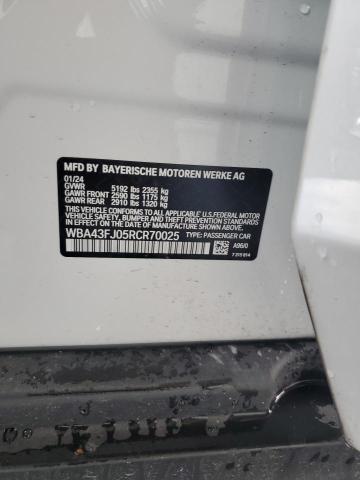 MFD BY BAYERISCHE MOTOREN WERKE AG
01/24
GVWR 5192 lbs 2355 kg
GAWR FRONT 2590 lbs 1175 kg
GAWR REAR 2910 lbs 1320 kg
THIS VEHICLE CONFORMS TO ALL APPLICABLE U.S.FEDERAL MOTOR
VEHICLE SAFETY, BUMPER AND THEFT PREVENTION STANDARDS IN
EFFECT ON THE DATE OF MANUFACTURE SHOWN ABOVE.
WBA43FJ05RCR70025 TYPE: PASSENGER CAR
A96/0